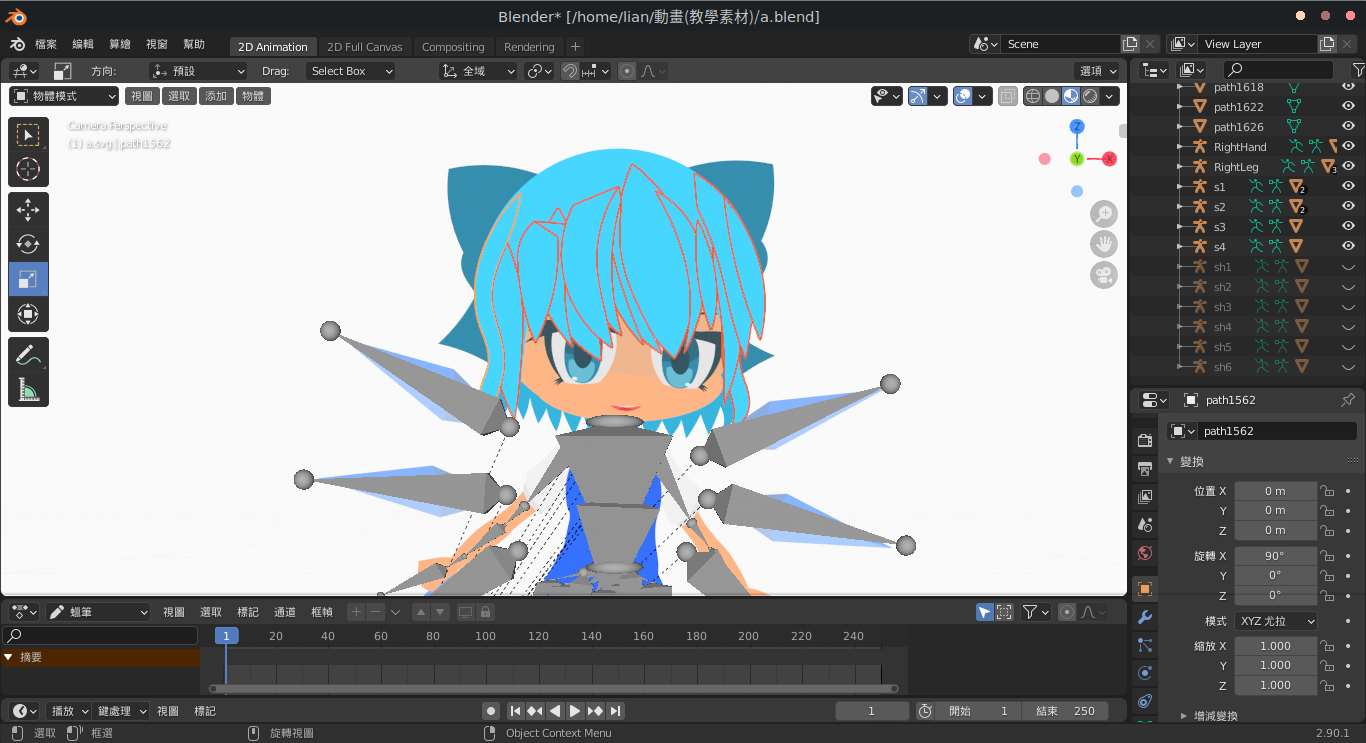 Blender* [/home/lian/動畫(教學素材)/a.blend]
檔案 編輯 算繪 視窗 幫助 2D Animation 2D Full Canvas Compositing Rendering + Scene View Layer
方向: 預設 Drag: Select Box 全域 選項
物體模式 視圖 選取 添加 物體
Camera Perspective
(1) a.svg | path1562
Z
Y X
path1618
path1622
path1626
RightHand
RightLeg 3
s1 2
s2 2
s3
s4
sh1
sh2
sh3
sh4
sh5
sh6
path1562
path1562
變換
位置 X 0 m
Y 0 m
Z 0 m
旋轉 X 90°
Y 0°
Z 0°
模式 XYZ 尤拉
縮放 X 1.000
Y 1.000
Z 1.000
增減變換
蠟筆 視圖 選取 標記 通道 框幀
1 20 40 60 80 100 120 140 160 180 200 220 240
摘要
播放 鍵處理 視圖 標記 1 開始 1 結束 250
選取 框選 旋轉視圖 Object Context Menu 2.90.1